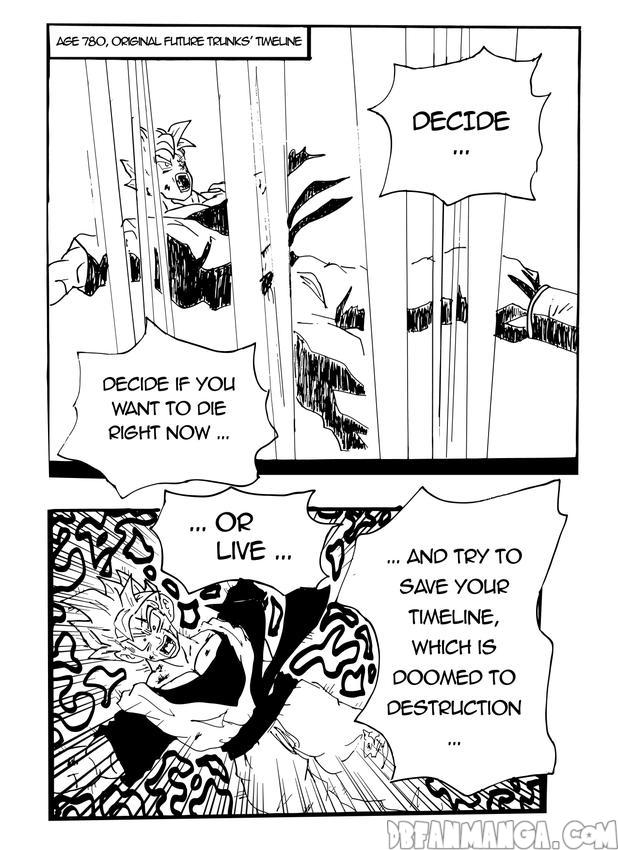 AGE 780, ORIGINAL FUTURE TRUNKS' TIMELINE
DECIDE
...
DECIDE IF YOU
WANT TO DIE
RIGHT NOW ...
... OR
LIVE ...
... AND TRY TO
SAVE YOUR
TIMELINE,
WHICH IS
DOOMED TO
DESTRUCTION
...
DBFANMANGA.COM